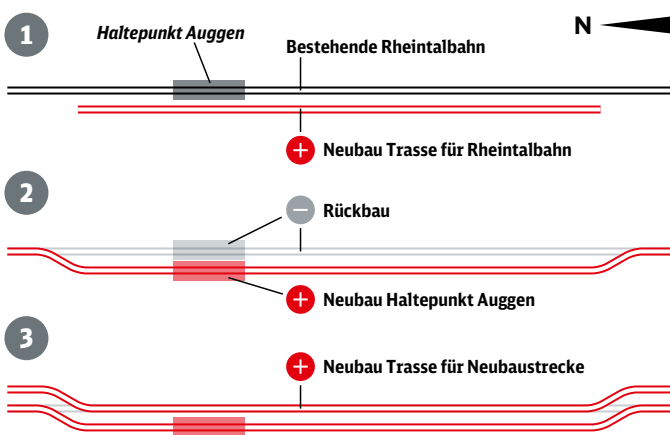 1
Haltepunkt Auggen
Bestehende Rheintalbahn
N
Neubau Trasse für Rheintalbahn
2
Rückbau
Neubau Haltepunkt Auggen
3
Neubau Trasse für Neubaustrecke